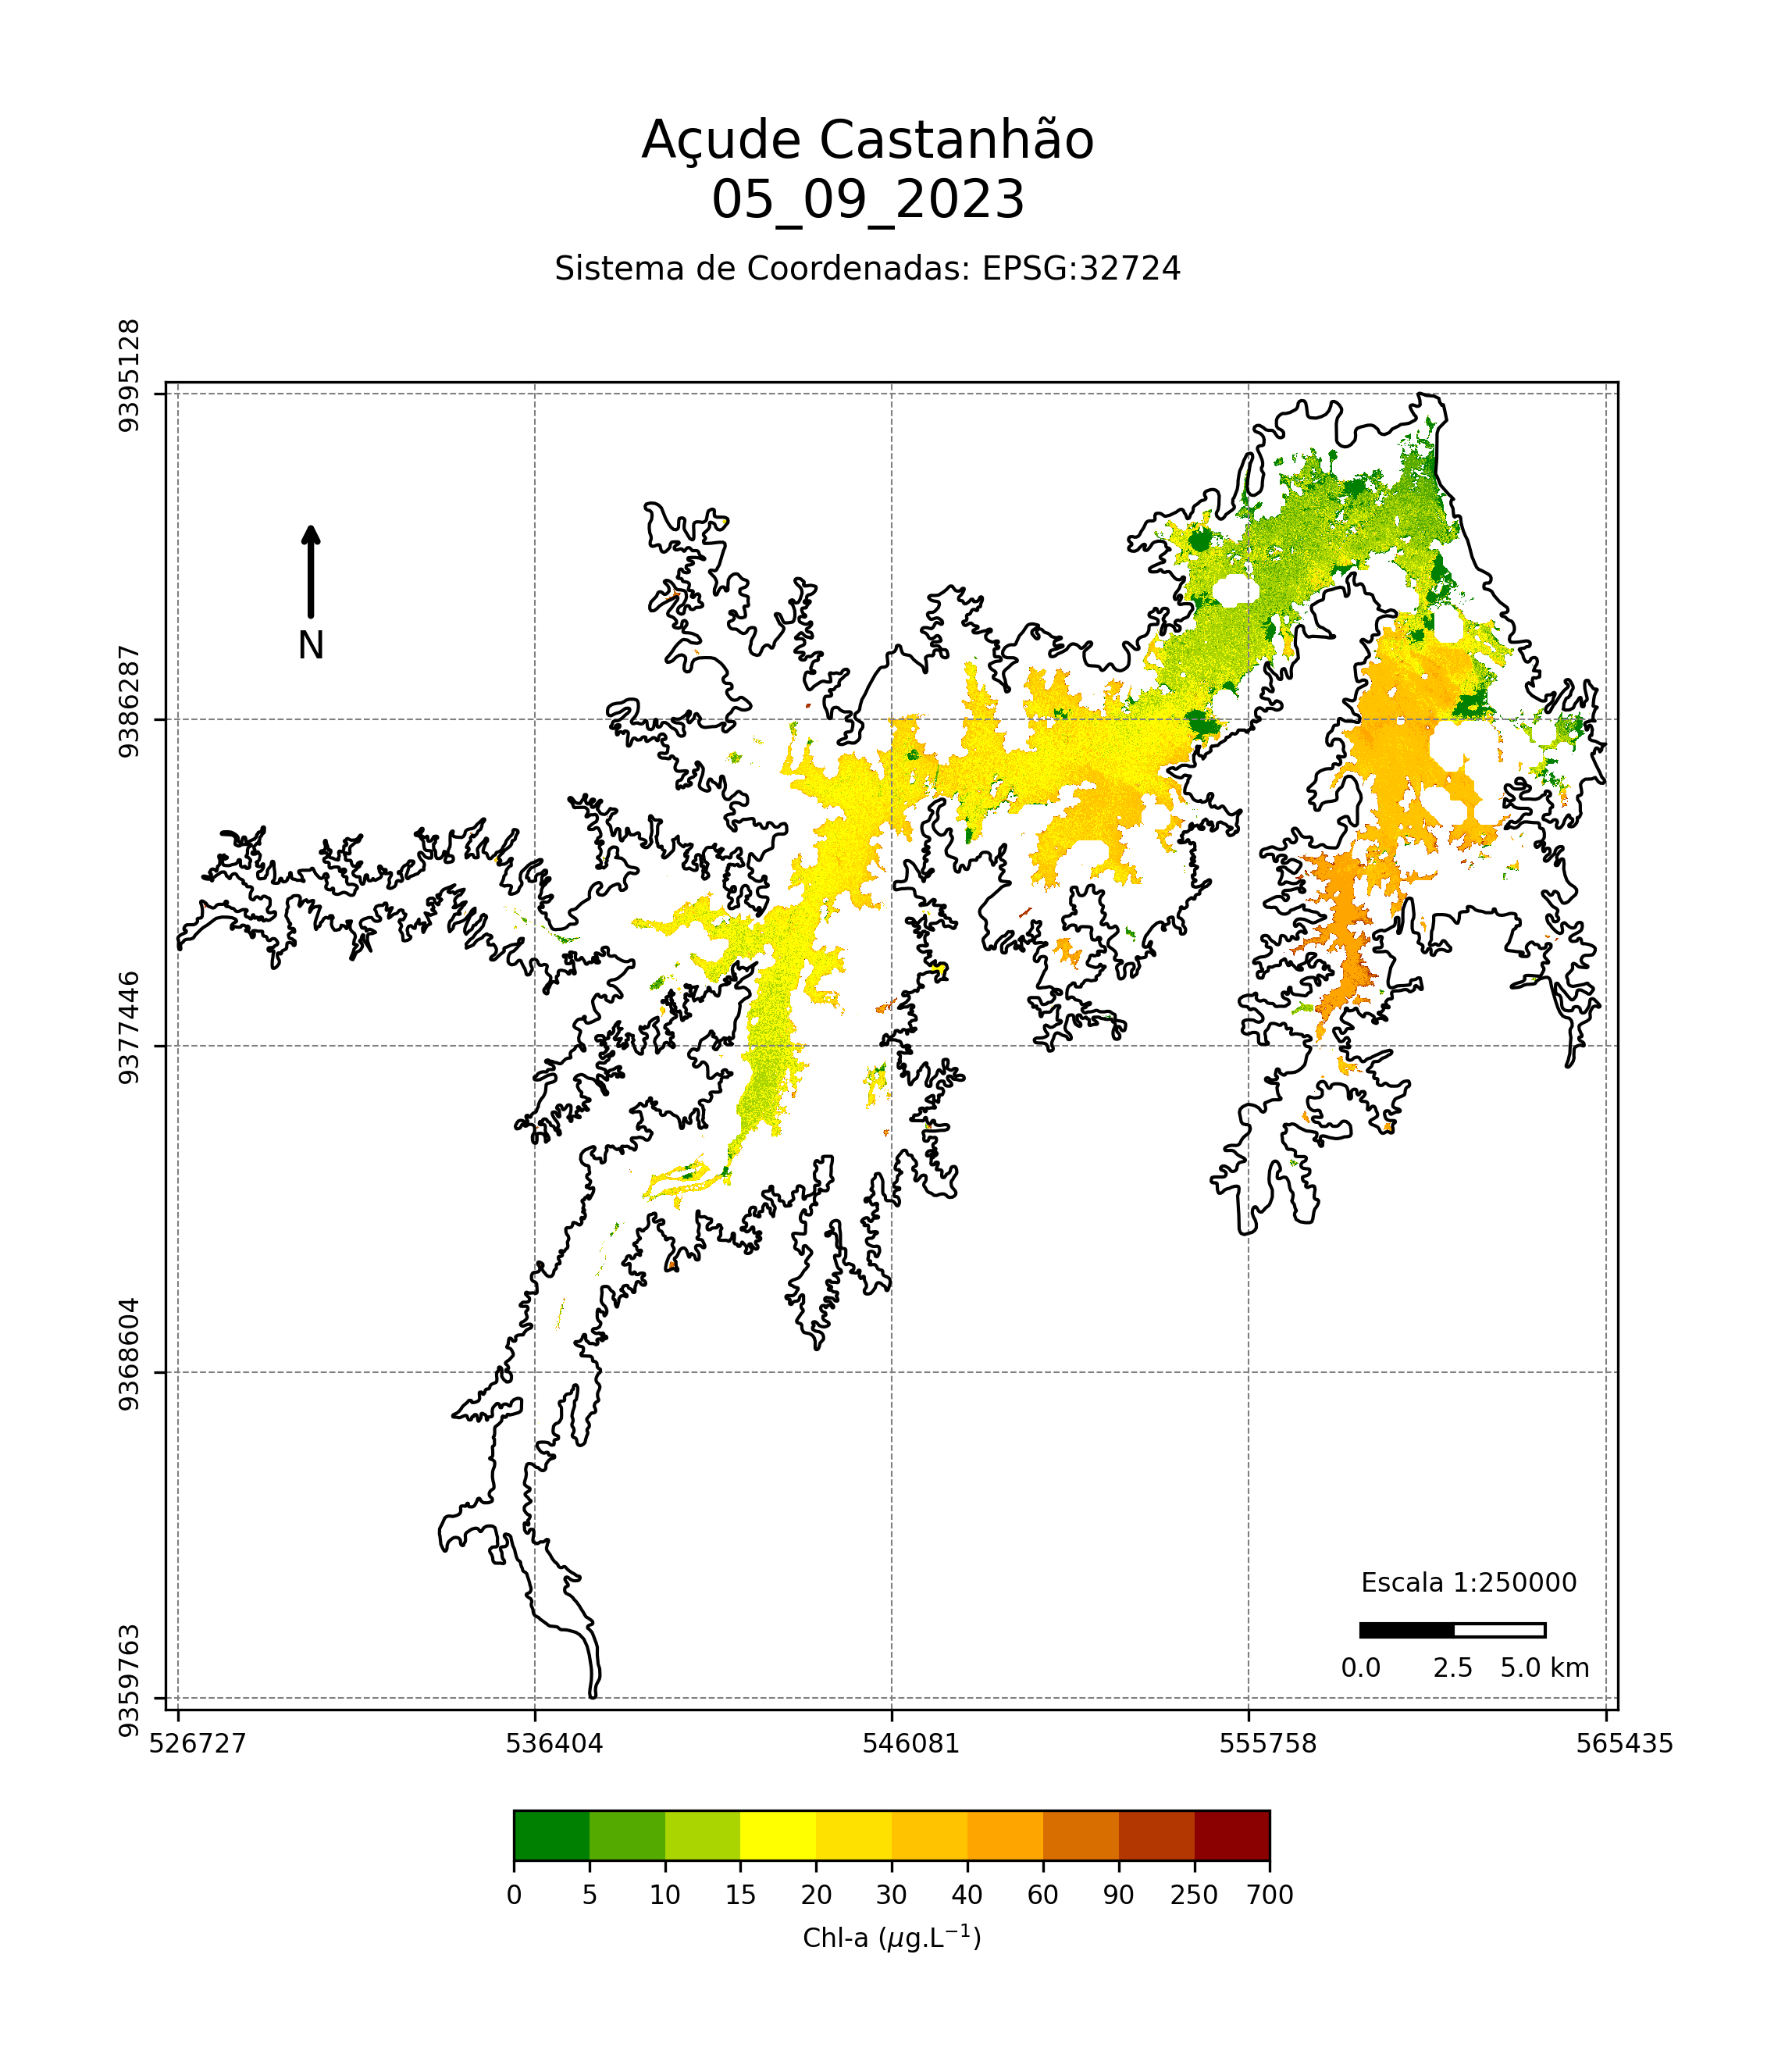 Açude Castanhão
05_09_2023
Sistema de Coordenadas: EPSG:32724
9395128
9386287
9377446
9368604
9359763
N
Escala 1:250000
0.0 2.5 5.0 km
526727 536404 546081 555758 565435
0 5 10 15 20 30 40 60 90 250 700
Chl-a (μg.L⁻¹)